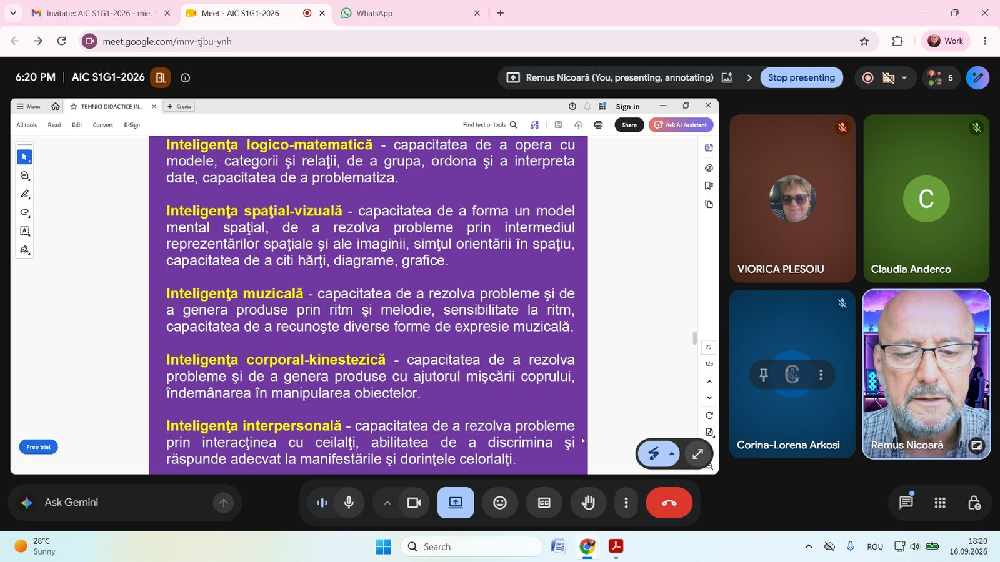 Invitație: AIC S1G1-2026 - mie.
Meet - AIC S1G1-2026
WhatsApp
meet.google.com/mnv-tjbu-ynh
Work
6:20 PM | AIC S1G1-2026
Remus Nicoară (You, presenting, annotating)
Stop presenting
5
Menu
TEHNICI DIDACTICE IN...
+ Create
Sign in
All tools
Read
Edit
Convert
E-Sign
Find text or tools
Share
Ask AI Assistant
Inteligenţa logico-matematică - capacitatea de a opera cu
modele, categorii şi relaţii, de a grupa, ordona şi a interpreta
date, capacitatea de a problematiza.
Inteligenţa spaţial-vizuală - capacitatea de a forma un model
mental spaţial, de a rezolva probleme prin intermediul
reprezentărilor spaţiale şi ale imaginii, simţul orientării în spaţiu,
capacitatea de a citi hărţi, diagrame, grafice.
Inteligenţa muzicală - capacitatea de a rezolva probleme şi de
a genera produse prin ritm şi melodie, sensibilitate la ritm,
capacitatea de a recunoşte diverse forme de expresie muzicală.
Inteligenţa corporal-kinestezică - capacitatea de a rezolva
probleme şi de a genera produse cu ajutorul mişcării coprului,
îndemânarea în manipularea obiectelor.
Inteligenţa interpersonală - capacitatea de a rezolva probleme
prin interacţinea cu ceilalţi, abilitatea de a discrimina şi
răspunde adecvat la manifestările şi dorinţele celorlalţi.
75
123
Free trial
VIORICA PLESOIU
C
Claudia Anderco
C
Corina-Lorena Arkosi
Remus Nicoară
Ask Gemini
28°C
Sunny
Search
ROU
18:20
16.09.2026